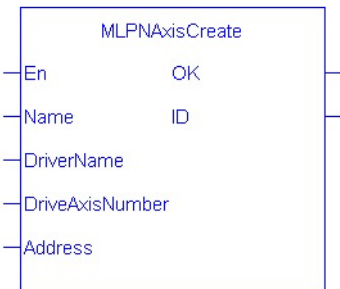 MLPNAxisCreate
En OK
Name ID
DriverName
DriveAxisNumber
Address